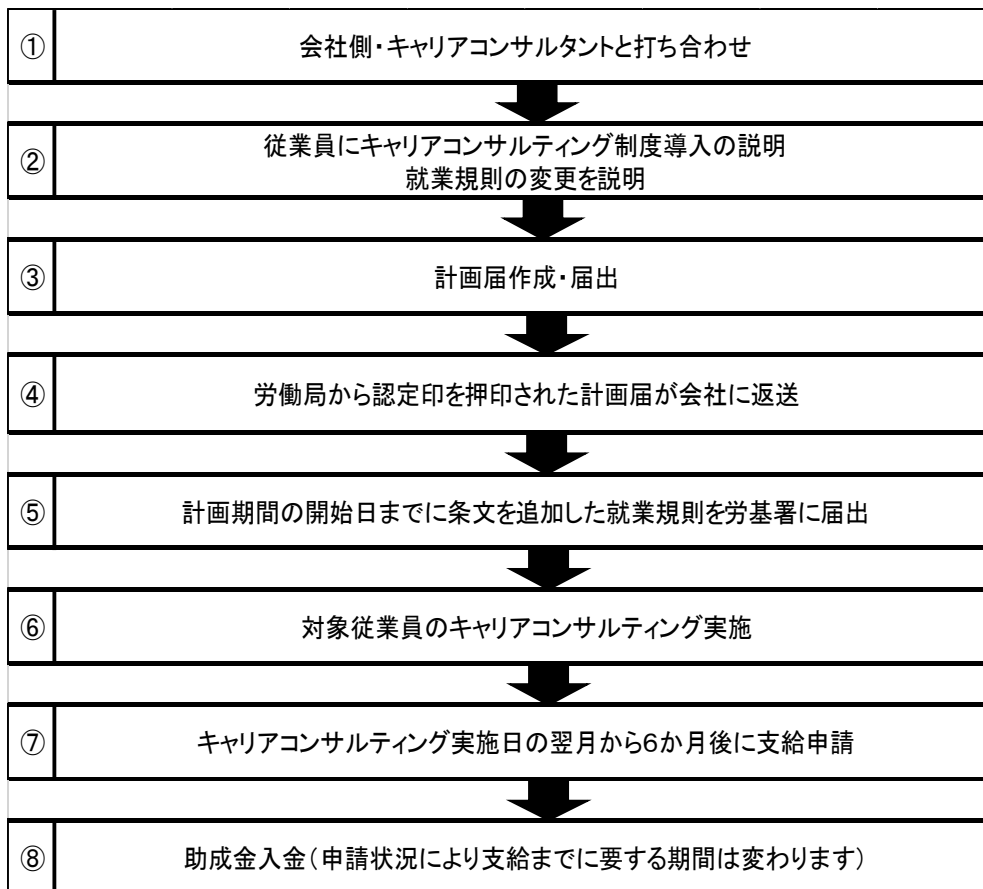 ① 会社側・キャリアコンサルタントと打ち合わせ
② 従業員にキャリアコンサルティング制度導入の説明
就業規則の変更を説明
③ 計画届作成・届出
④ 労働局から認定印を押印された計画届が会社に返送
⑤ 計画期間の開始日までに条文を追加した就業規則を労基署に届出
⑥ 対象従業員のキャリアコンサルティング実施
⑦ キャリアコンサルティング実施日の翌月から6か月後に支給申請
⑧ 助成金入金(申請状況により支給までに要する期間は変わります)